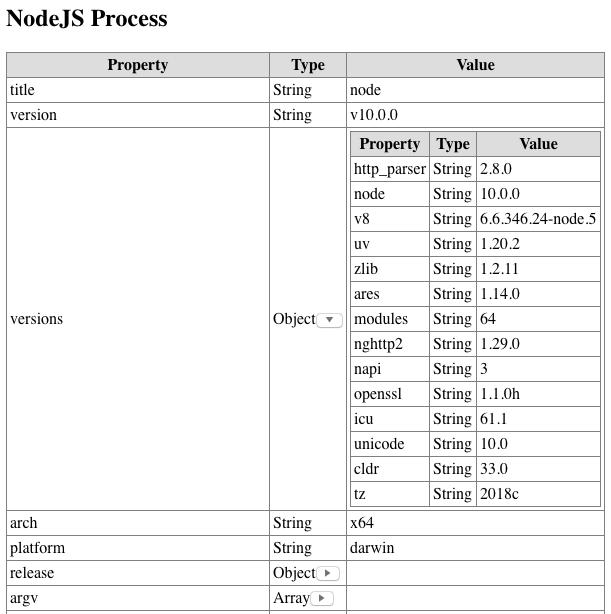 NodeJS Process
Property Type Value
title String node
version String v10.0.0
versions Object
Property Type Value
http_parser String 2.8.0
node String 10.0.0
v8 String 6.6.346.24-node.5
uv String 1.20.2
zlib String 1.2.11
ares String 1.14.0
modules String 64
nghttp2 String 1.29.0
napi String 3
openssl String 1.1.0h
icu String 61.1
unicode String 10.0
cldr String 33.0
tz String 2018c
arch String x64
platform String darwin
release Object
argv Array